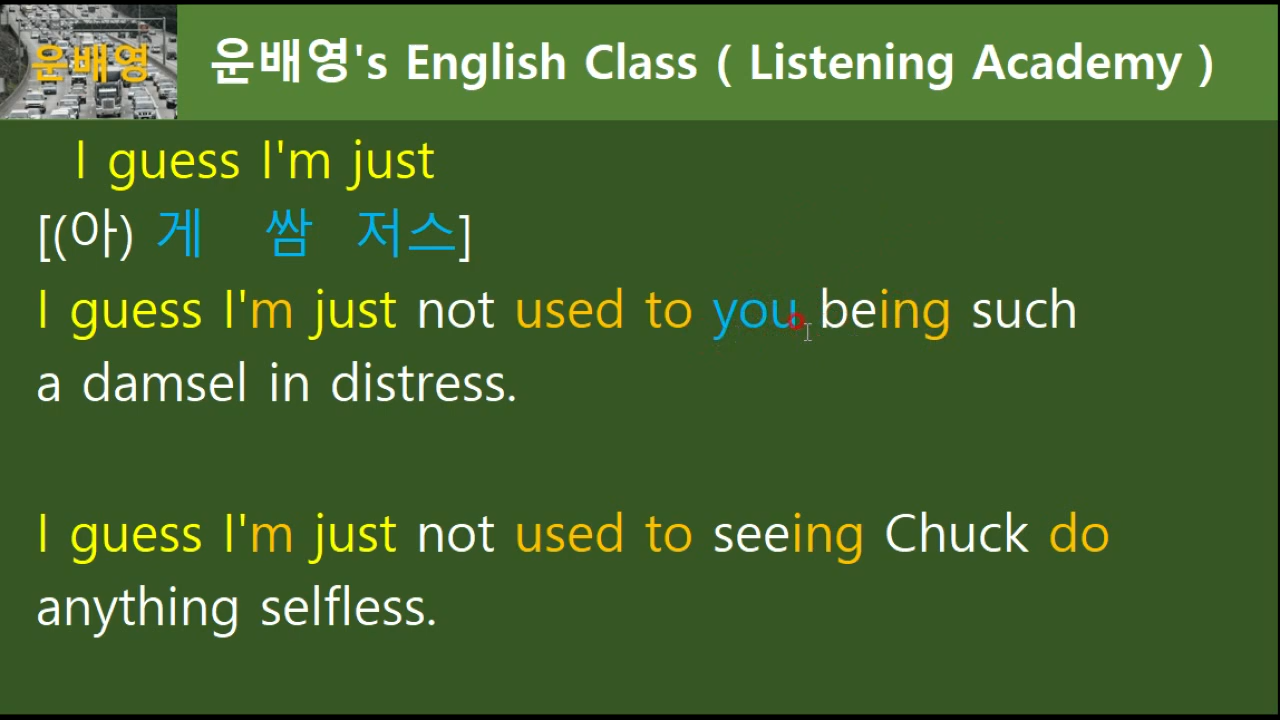 운배영
운배영's English Class ( Listening Academy )
I guess I'm just
[(아) 게 쌈 저스]
I guess I'm just not used to you being such
a damsel in distress.
I guess I'm just not used to seeing Chuck do
anything selfless.